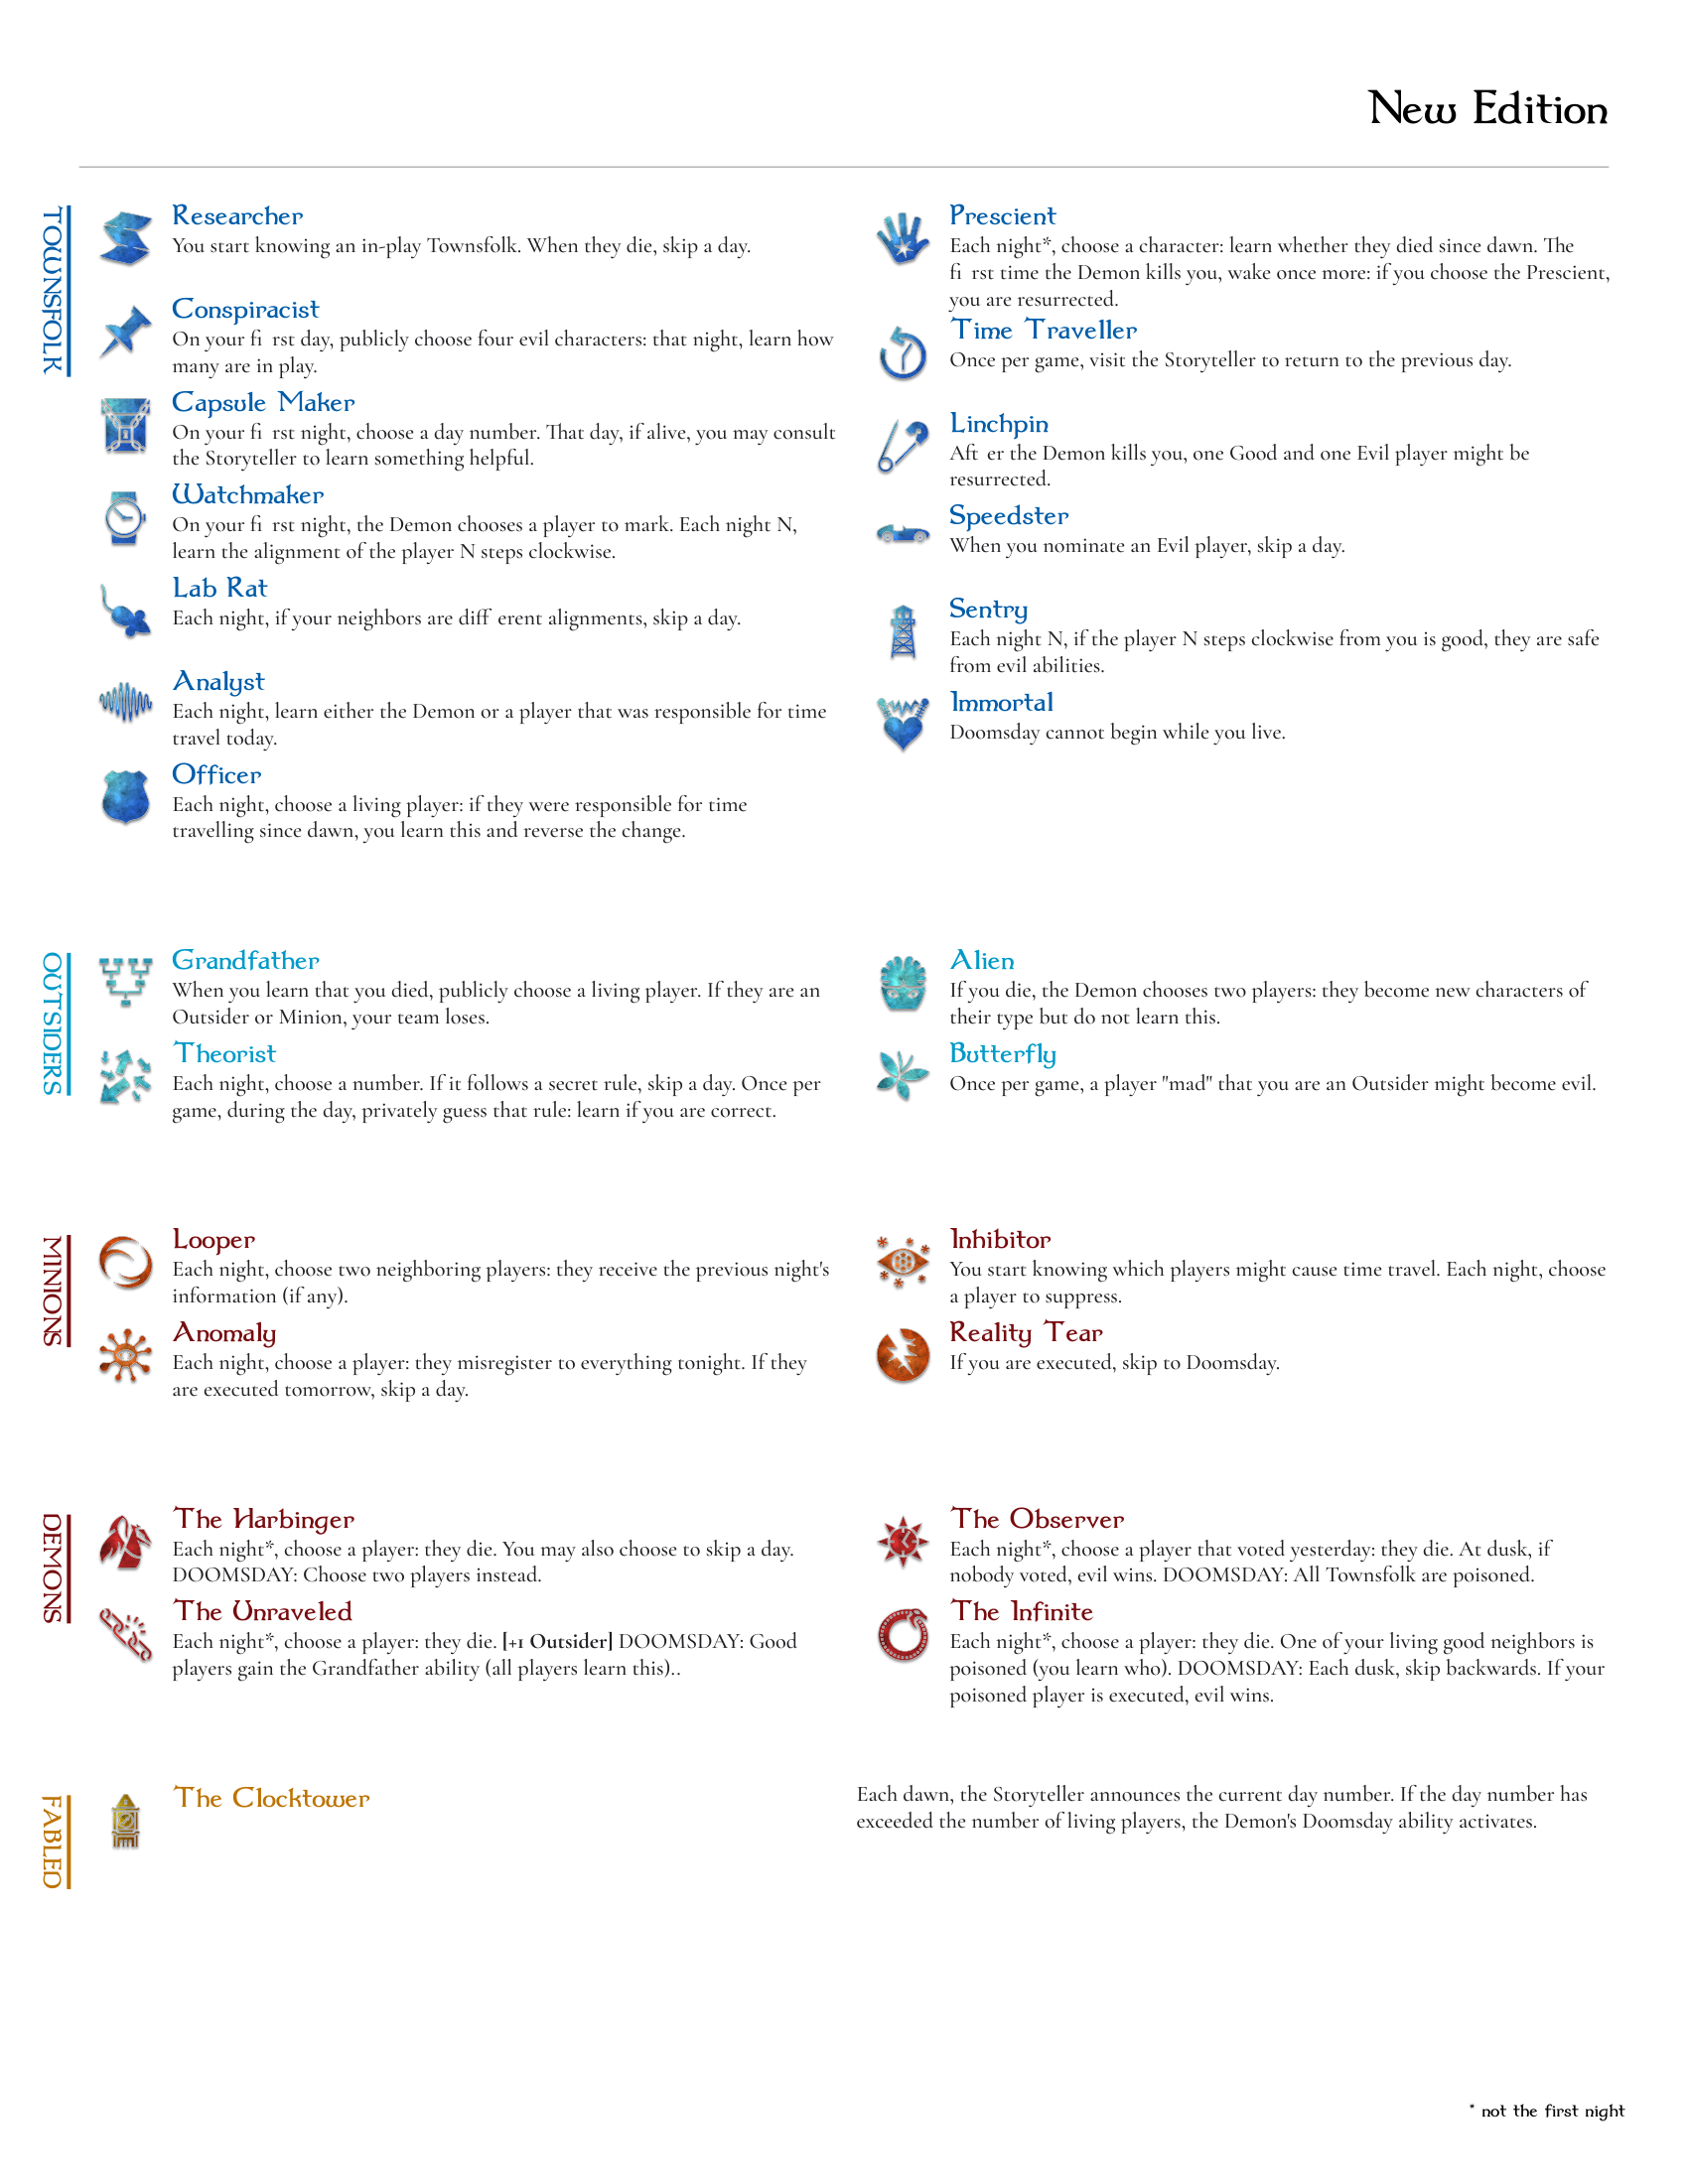 New Edition
TOWNSFOLK
Researcher
You start knowing an in-play Townsfolk. When they die, skip a day.
Conspiracist
On your fi rst day, publicly choose four evil characters: that night, learn how
many are in play.
Capsule Maker
On your fi rst night, choose a day number. That day, if alive, you may consult
the Storyteller to learn something helpful.
Watchmaker
On your fi rst night, the Demon chooses a player to mark. Each night N,
learn the alignment of the player N steps clockwise.
Lab Rat
Each night, if your neighbors are diff erent alignments, skip a day.
Analyst
Each night, learn either the Demon or a player that was responsible for time
travel today.
Officer
Each night, choose a living player: if they were responsible for time
travelling since dawn, you learn this and reverse the change.
Prescient
Each night*, choose a character: learn whether they died since dawn. The
fi rst time the Demon kills you, wake once more: if you choose the Prescient,
you are resurrected.
Time Traveller
Once per game, visit the Storyteller to return to the previous day.
Linchpin
Aft er the Demon kills you, one Good and one Evil player might be
resurrected.
Speedster
When you nominate an Evil player, skip a day.
Sentry
Each night N, if the player N steps clockwise from you is good, they are safe
from evil abilities.
Immortal
Doomsday cannot begin while you live.
OUTSIDERS
Grandfather
When you learn that you died, publicly choose a living player. If they are an
Outsider or Minion, your team loses.
Theorist
Each night, choose a number. If it follows a secret rule, skip a day. Once per
game, during the day, privately guess that rule: learn if you are correct.
Alien
If you die, the Demon chooses two players: they become new characters of
their type but do not learn this.
Butterfly
Once per game, a player "mad" that you are an Outsider might become evil.
MINIONS
Looper
Each night, choose two neighboring players: they receive the previous night's
information (if any).
Anomaly
Each night, choose a player: they misregister to everything tonight. If they
are executed tomorrow, skip a day.
Inhibitor
You start knowing which players might cause time travel. Each night, choose
a player to suppress.
Reality Tear
If you are executed, skip to Doomsday.
DEMONS
The Harbinger
Each night*, choose a player: they die. You may also choose to skip a day.
DOOMSDAY: Choose two players instead.
The Unraveled
Each night*, choose a player: they die. [+1 Outsider] DOOMSDAY: Good
players gain the Grandfather ability (all players learn this)..
The Observer
Each night*, choose a player that voted yesterday: they die. At dusk, if
nobody voted, evil wins. DOOMSDAY: All Townsfolk are poisoned.
The Infinite
Each night*, choose a player: they die. One of your living good neighbors is
poisoned (you learn who). DOOMSDAY: Each dusk, skip backwards. If your
poisoned player is executed, evil wins.
FABLED
The Clocktower
Each dawn, the Storyteller announces the current day number. If the day number has
exceeded the number of living players, the Demon's Doomsday ability activates.
* not the first night